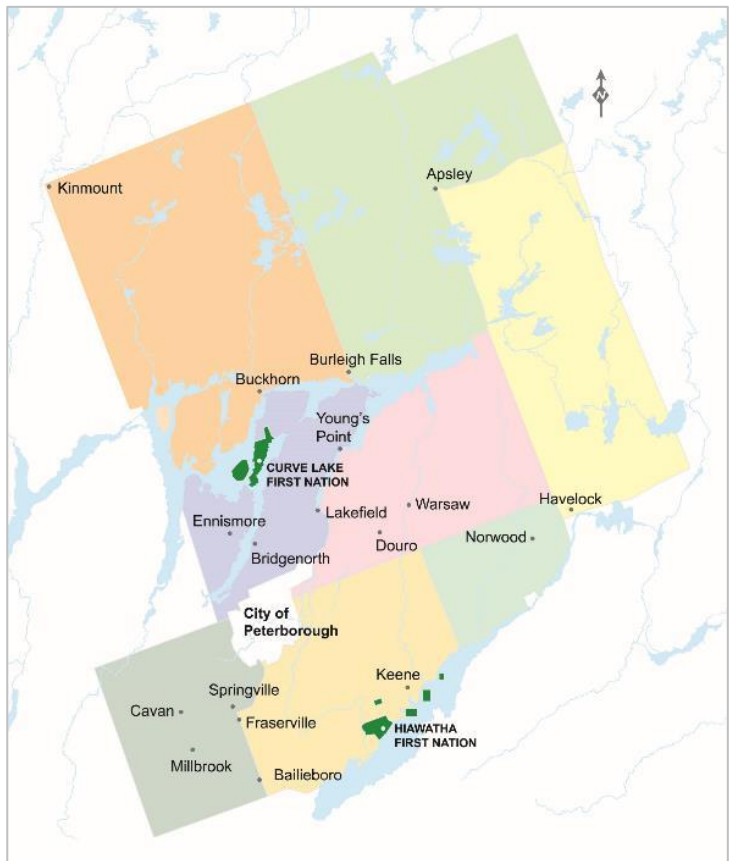 N
Apsley
Kinmount
Burleigh Falls
Buckhorn
Young's
Point
CURVE LAKE
FIRST NATION
Havelock
Warsaw
Lakefield
Ennismore
Norwood
Douro
Bridgenorth
City of
Peterborough
Keene
Springville
Cavan
Fraserville
HIAWATHA
FIRST NATION
Millbrook
Bailieboro